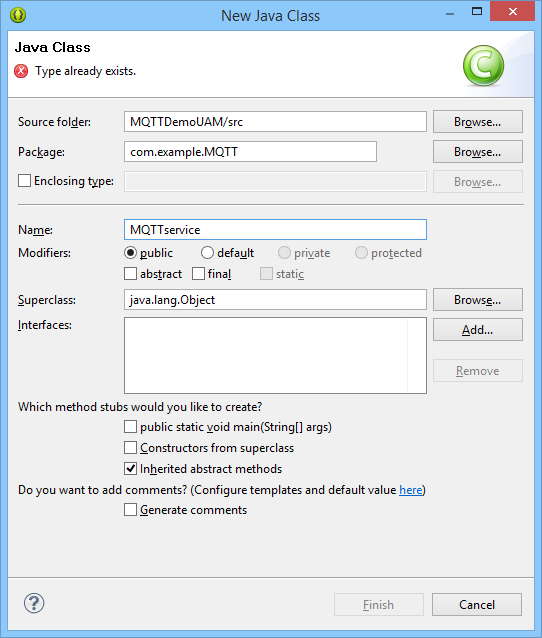 New Java Class
Java Class
Type already exists.
Source folder: MQTTDemoUAM/src Browse...
Package: com.example.MQTT Browse...
Enclosing type: Browse...
Name: MQTTservice
Modifiers: public default private protected
abstract final static
Superclass: java.lang.Object Browse...
Interfaces: Add...
Remove
Which method stubs would you like to create?
public static void main(String[] args)
Constructors from superclass
Inherited abstract methods
Do you want to add comments? (Configure templates and default value here)
Generate comments
? Finish Cancel